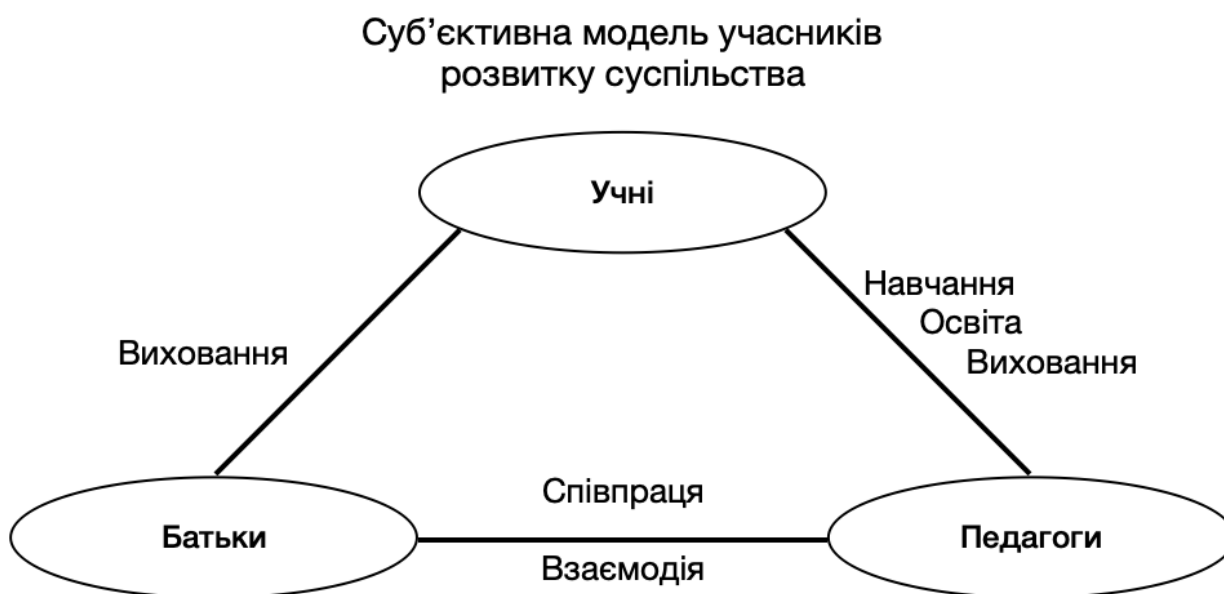 Суб’єктивна модель учасників
розвитку суспільства
Учні
Навчання
Освіта
Виховання
Виховання
Співпраця
Батьки
Педагоги
Взаємодія